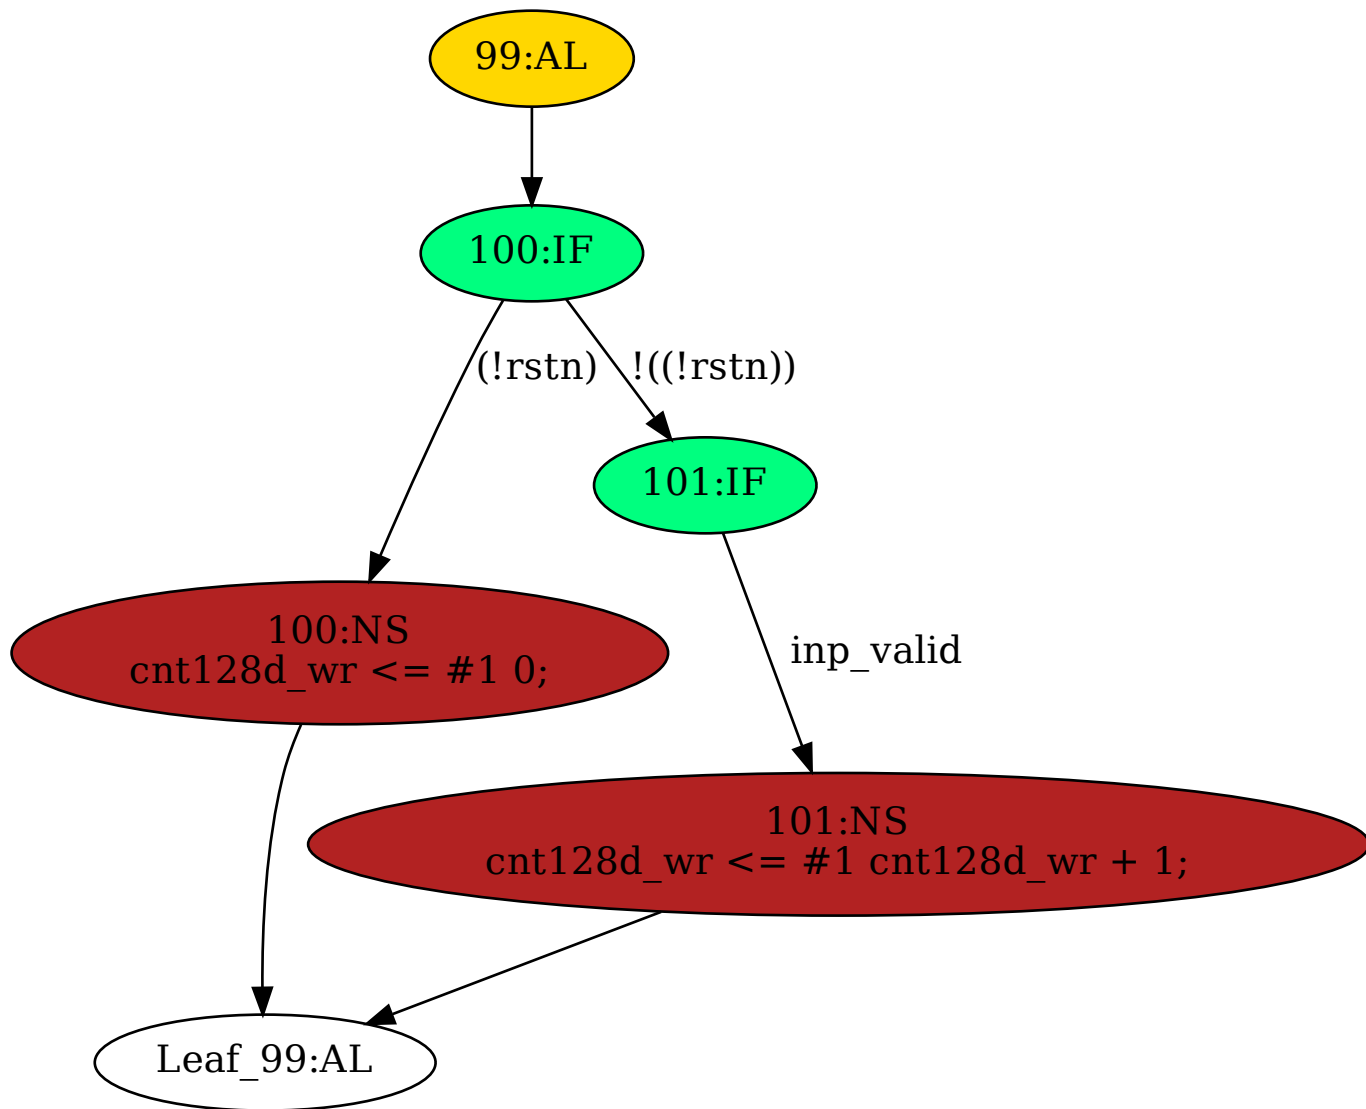 99:AL
100:IF
(!rstn)
!((!rstn))
101:IF
100:NS
cnt128d_wr <= #1 0;
inp_valid
101:NS
cnt128d_wr <= #1 cnt128d_wr + 1;
Leaf_99:AL